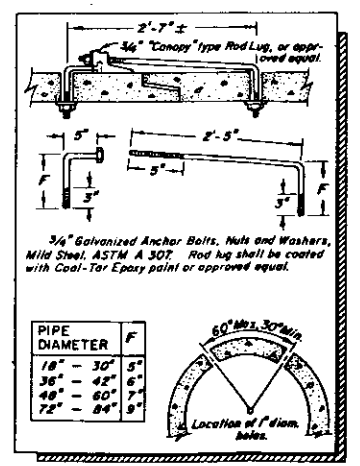 2'-7" ±
3/4" "Canopy" type Rod Lug, or appr-
oved equal.
5"
2'-5"
F
3"
5"
3"
F
3/4" Galvanized Anchor Bolts, Nuts and Washers,
Mild Steel, ASTM A 307. Rod lug shall be coated
with Coal-Tar Epoxy paint or approved equal.
PIPE DIAMETER F
18" - 30" 5"
36" - 42" 6"
48" - 60" 7"
72" - 84" 9"
60° Max, 30° Min.
Location of 1" diam.
holes.